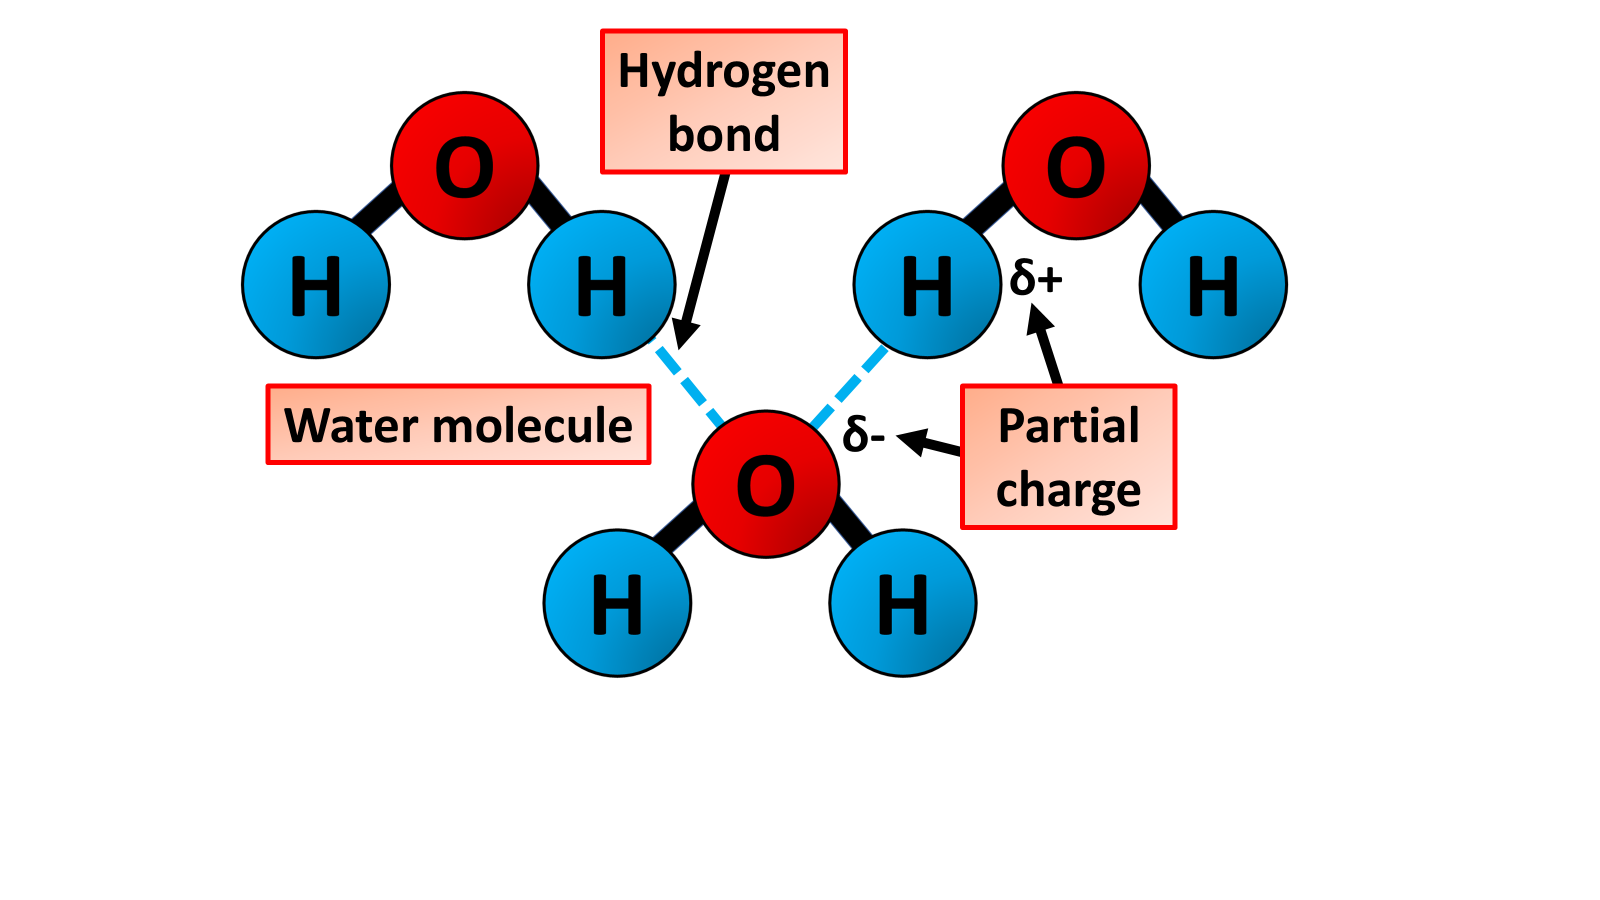 Hydrogen
bond
O
O
H
H
H
δ+
H
Water molecule
δ-
Partial
charge
O
H
H